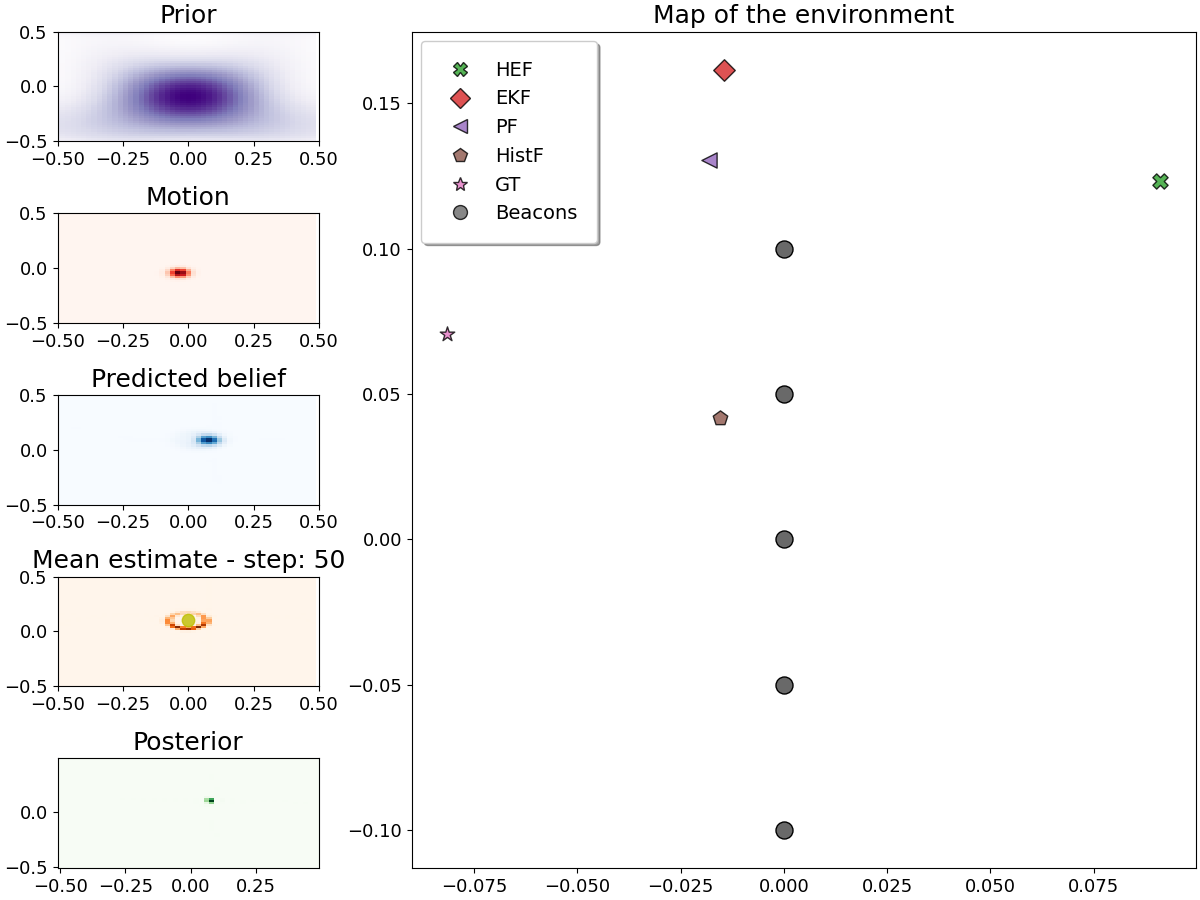 Prior
0.5
0.0
−0.5
−0.50 −0.25 0.00 0.25 0.50
Motion
0.5
0.0
−0.5
−0.50 −0.25 0.00 0.25 0.50
Predicted belief
0.5
0.0
−0.5
−0.50 −0.25 0.00 0.25 0.50
Mean estimate - step: 50
0.5
0.0
−0.5
−0.50 −0.25 0.00 0.25 0.50
Posterior
0.0
−0.5
−0.50 −0.25 0.00 0.25
Map of the environment
HEF
EKF
PF
HistF
GT
Beacons
0.15
0.10
0.05
0.00
−0.05
−0.10
−0.075 −0.050 −0.025 0.000 0.025 0.050 0.075